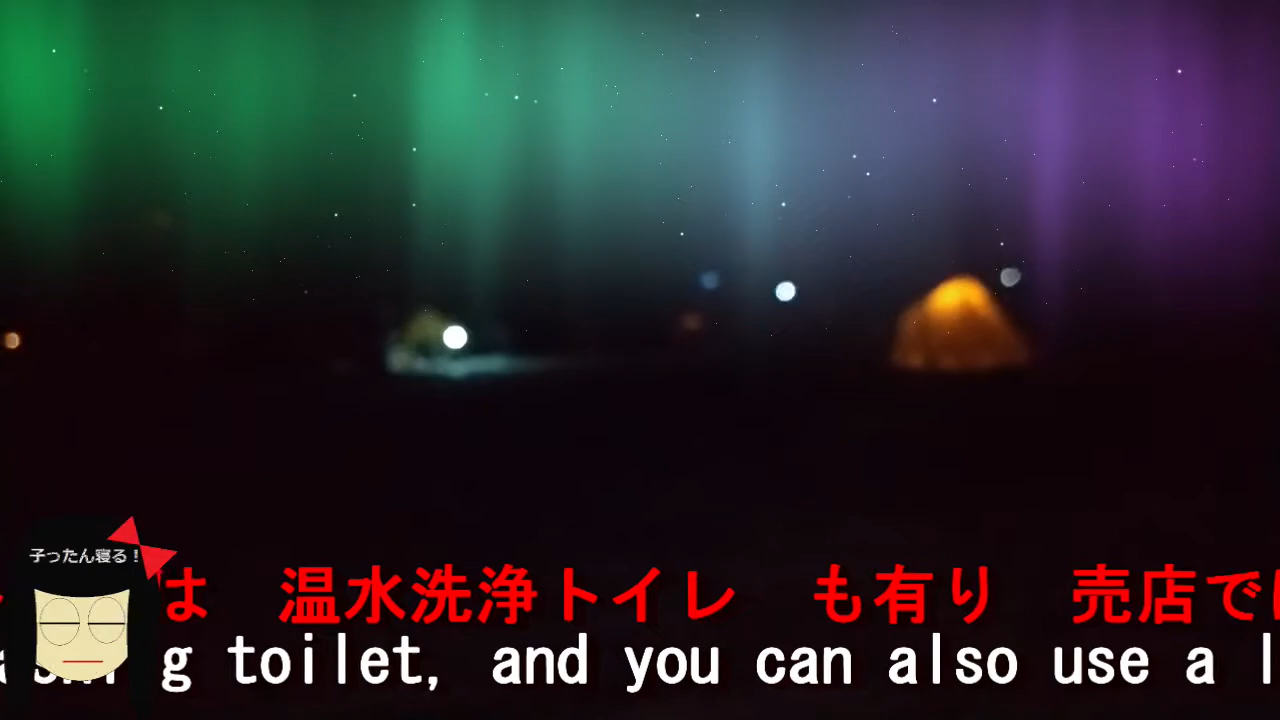 子ったん寝る!
は 温水洗浄トイレ も有り 売店で
g toilet, and you can also use a